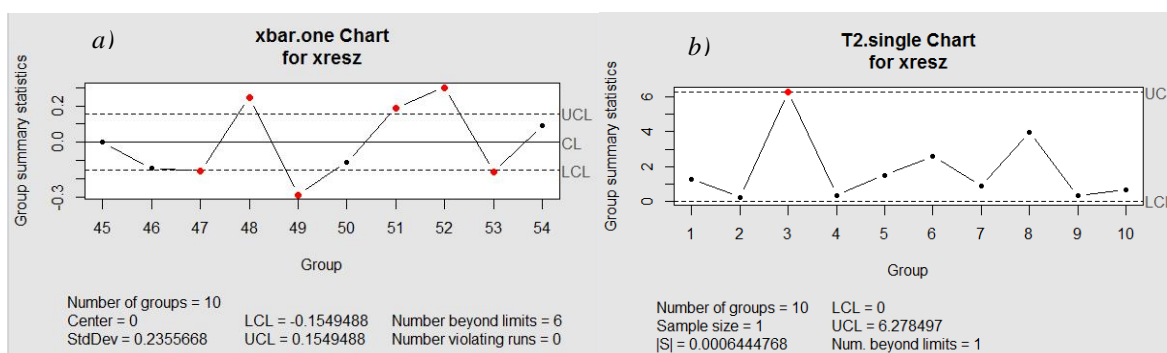 a)
xbar.one Chart
for xresz
Group summary statistics
0.2
0.0
-0.3
UCL
CL
LCL
45 46 47 48 49 50 51 52 53 54
Group
Number of groups = 10
Center = 0 LCL = -0.1549488 Number beyond limits = 6
StdDev = 0.2355668 UCL = 0.1549488 Number violating runs = 0
b)
T2.single Chart
for xresz
Group summary statistics
6
4
2
0
UC
LC
1 2 3 4 5 6 7 8 9 10
Group
Number of groups = 10 LCL = 0
Sample size = 1 UCL = 6.278497
|S| = 0.0006444768 Num. beyond limits = 1